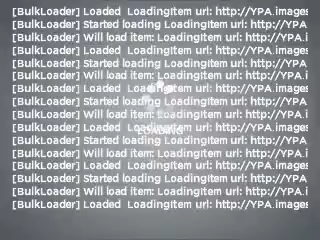 [BulkLoader] Loaded  LoadingItem url: http://YPA.images
[BulkLoader] Started loading LoadingItem url: http://YPA
[BulkLoader] Will load item: LoadingItem url: http://YPA.i
[BulkLoader] Loaded  LoadingItem url: http://YPA.images
[BulkLoader] Started loading LoadingItem url: http://YPA
[BulkLoader] Will load item: LoadingItem url: http://YPA.i
[BulkLoader] Loaded  LoadingItem url: http://YPA.images
[BulkLoader] Started loading LoadingItem url: http://YPA
[BulkLoader] Will load item: LoadingItem url: http://YPA.i
[BulkLoader] Loaded  LoadingItem url: http://YPA.images
LOADING
[BulkLoader] Started loading LoadingItem url: http://YPA
[BulkLoader] Will load item: LoadingItem url: http://YPA.i
[BulkLoader] Loaded  LoadingItem url: http://YPA.images
[BulkLoader] Started loading LoadingItem url: http://YPA
[BulkLoader] Will load item: LoadingItem url: http://YPA.i
[BulkLoader] Loaded  LoadingItem url: http://YPA.images